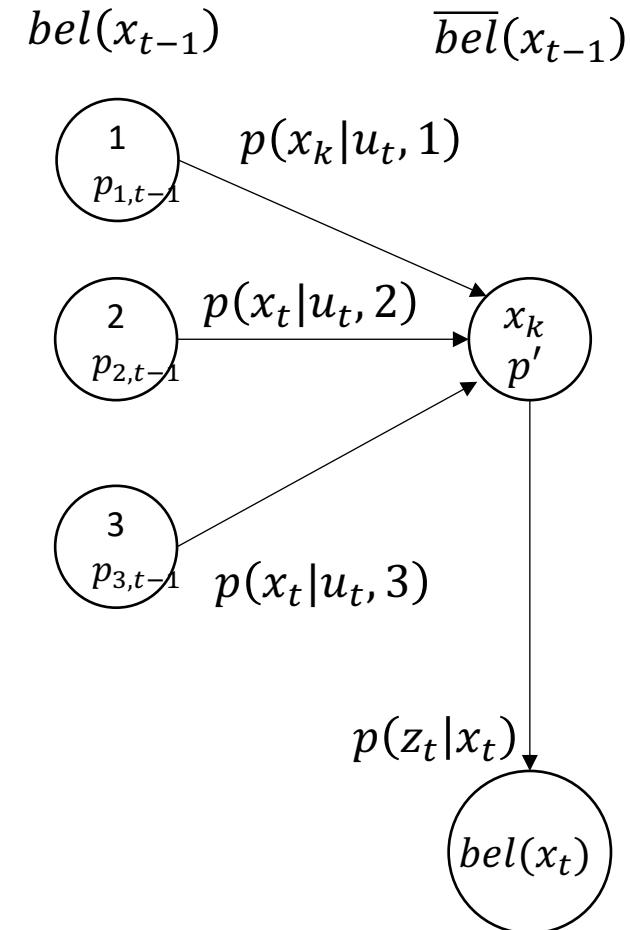 bel(x_{t−1})
\overline{bel}(x_{t−1})
1
p_{1,t−1}
p(x_k|u_t, 1)
2
p_{2,t−1}
p(x_t|u_t, 2)
x_k
p′
3
p_{3,t−1}
p(x_t|u_t, 3)
p(z_t|x_t)
bel(x_t)